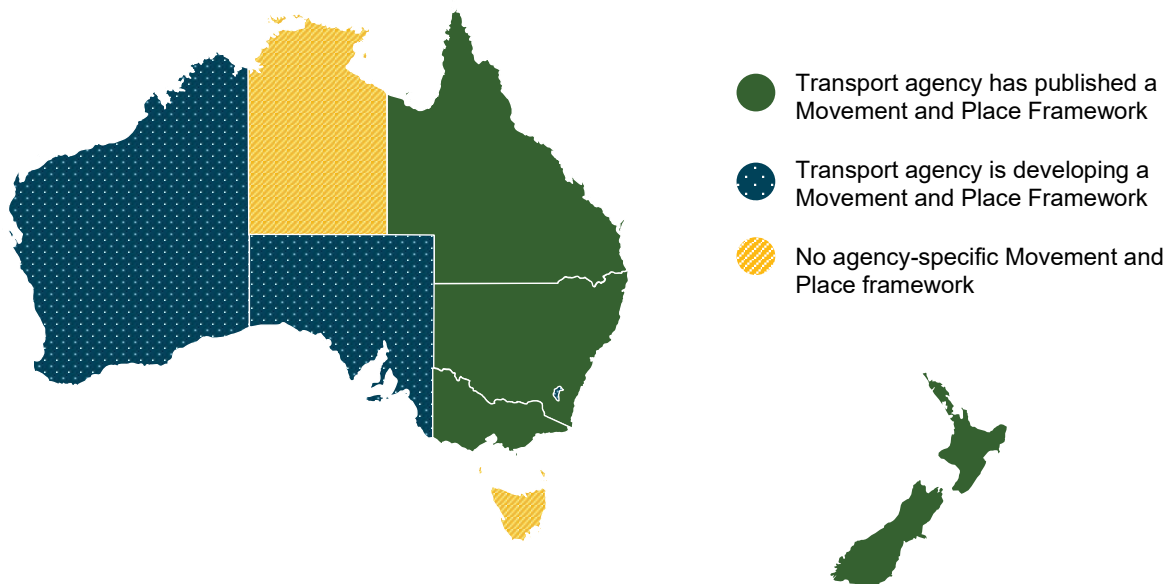 Transport agency has published a
Movement and Place Framework
Transport agency is developing a
Movement and Place Framework
No agency-specific Movement and
Place framework